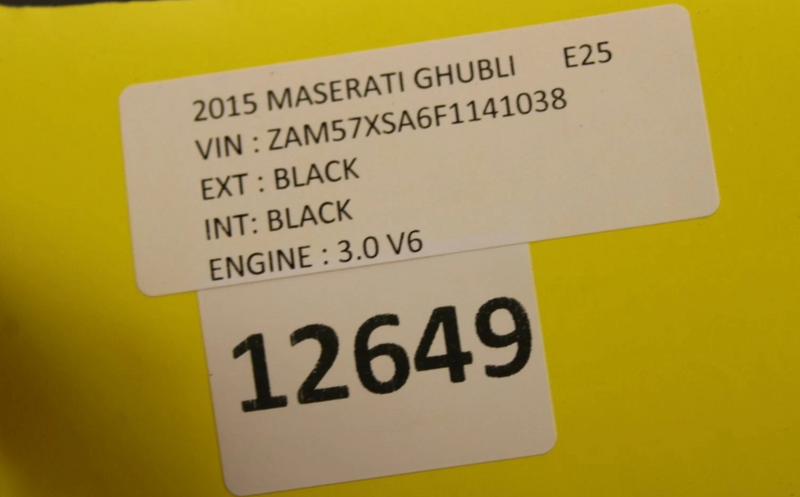 2015 MASERATI GHUBLI E25
VIN : ZAM57XSA6F1141038
EXT : BLACK
INT: BLACK
ENGINE : 3.0 V6
12649